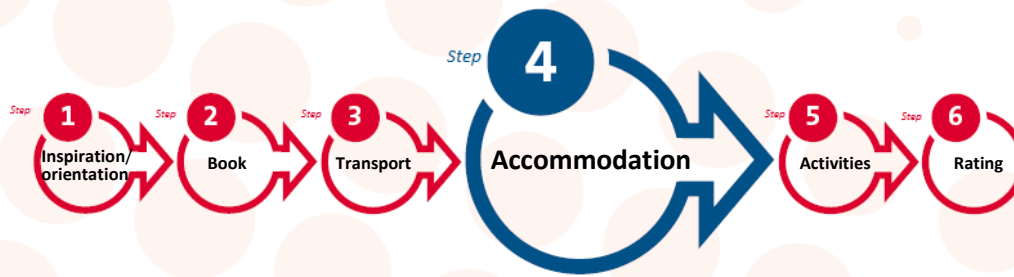 Step 1
Inspiration/
orientation
Step 2
Book
Step 3
Transport
Step 4
Accommodation
Step 5
Activities
Step 6
Rating